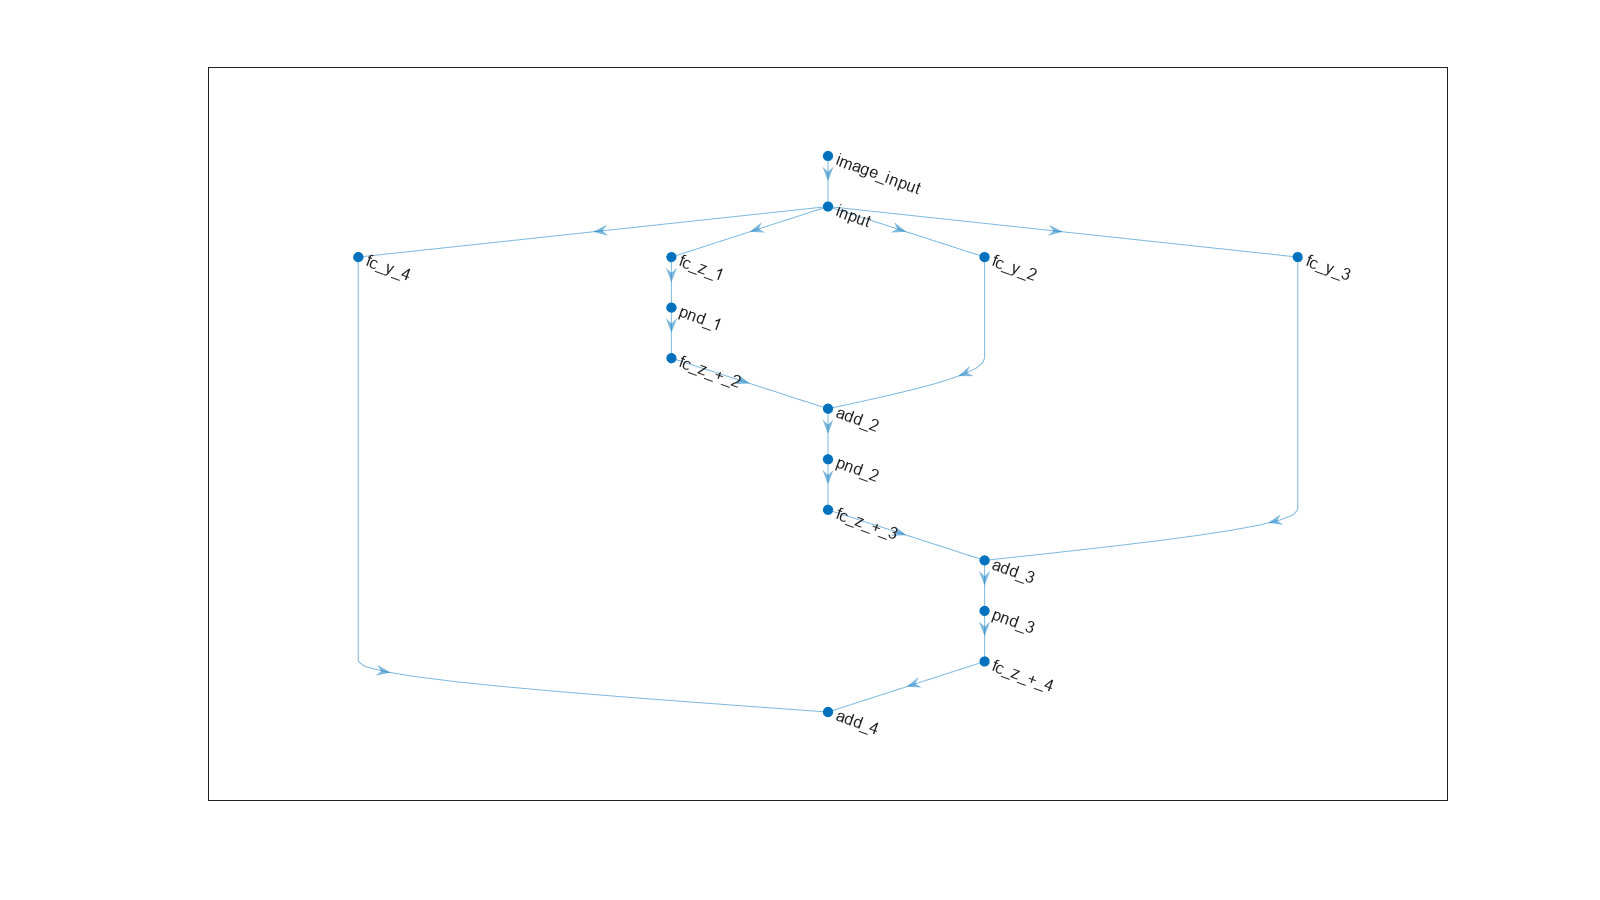 image_input
input
fc_y_4
fc_z_1
fc_y_2
fc_y_3
pnd_1
fc_z_+_2
add_2
pnd_2
fc_z_+_3
add_3
pnd_3
fc_z_+_4
add_4